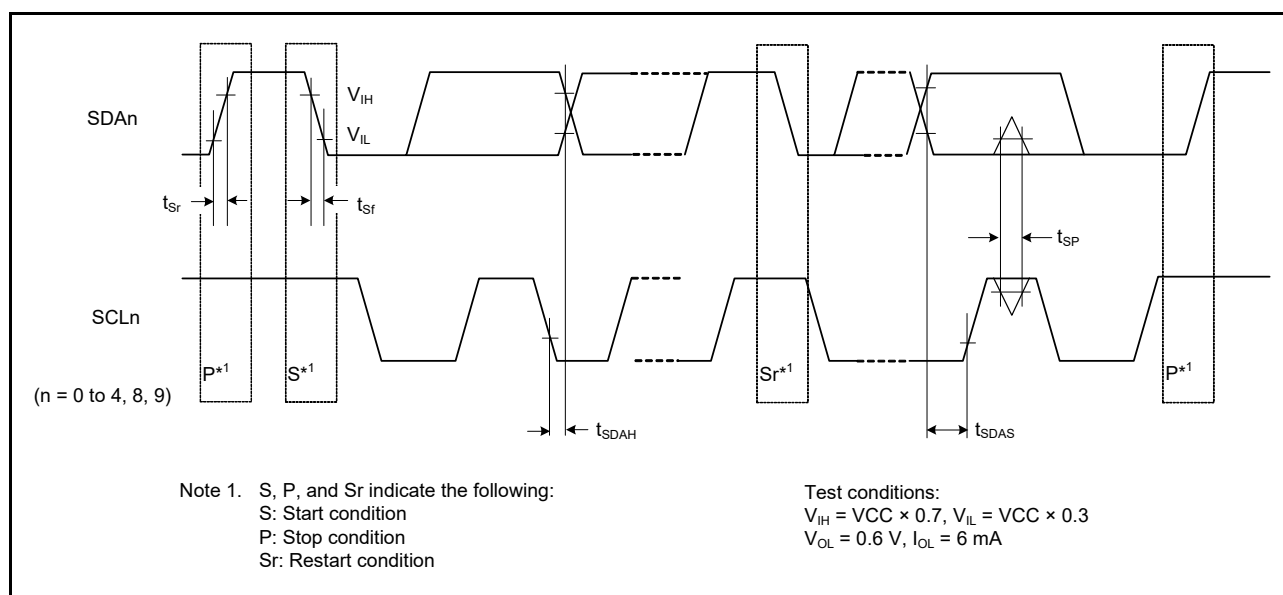 SDAn
V_IH
V_IL
t_Sr
t_Sf
t_SP
SCLn
P*1
S*1
Sr*1
P*1
(n = 0 to 4, 8, 9)
t_SDAH
t_SDAS
Note 1. S, P, and Sr indicate the following:
S: Start condition
P: Stop condition
Sr: Restart condition
Test conditions:
V_IH = VCC × 0.7, V_IL = VCC × 0.3
V_OL = 0.6 V, I_OL = 6 mA